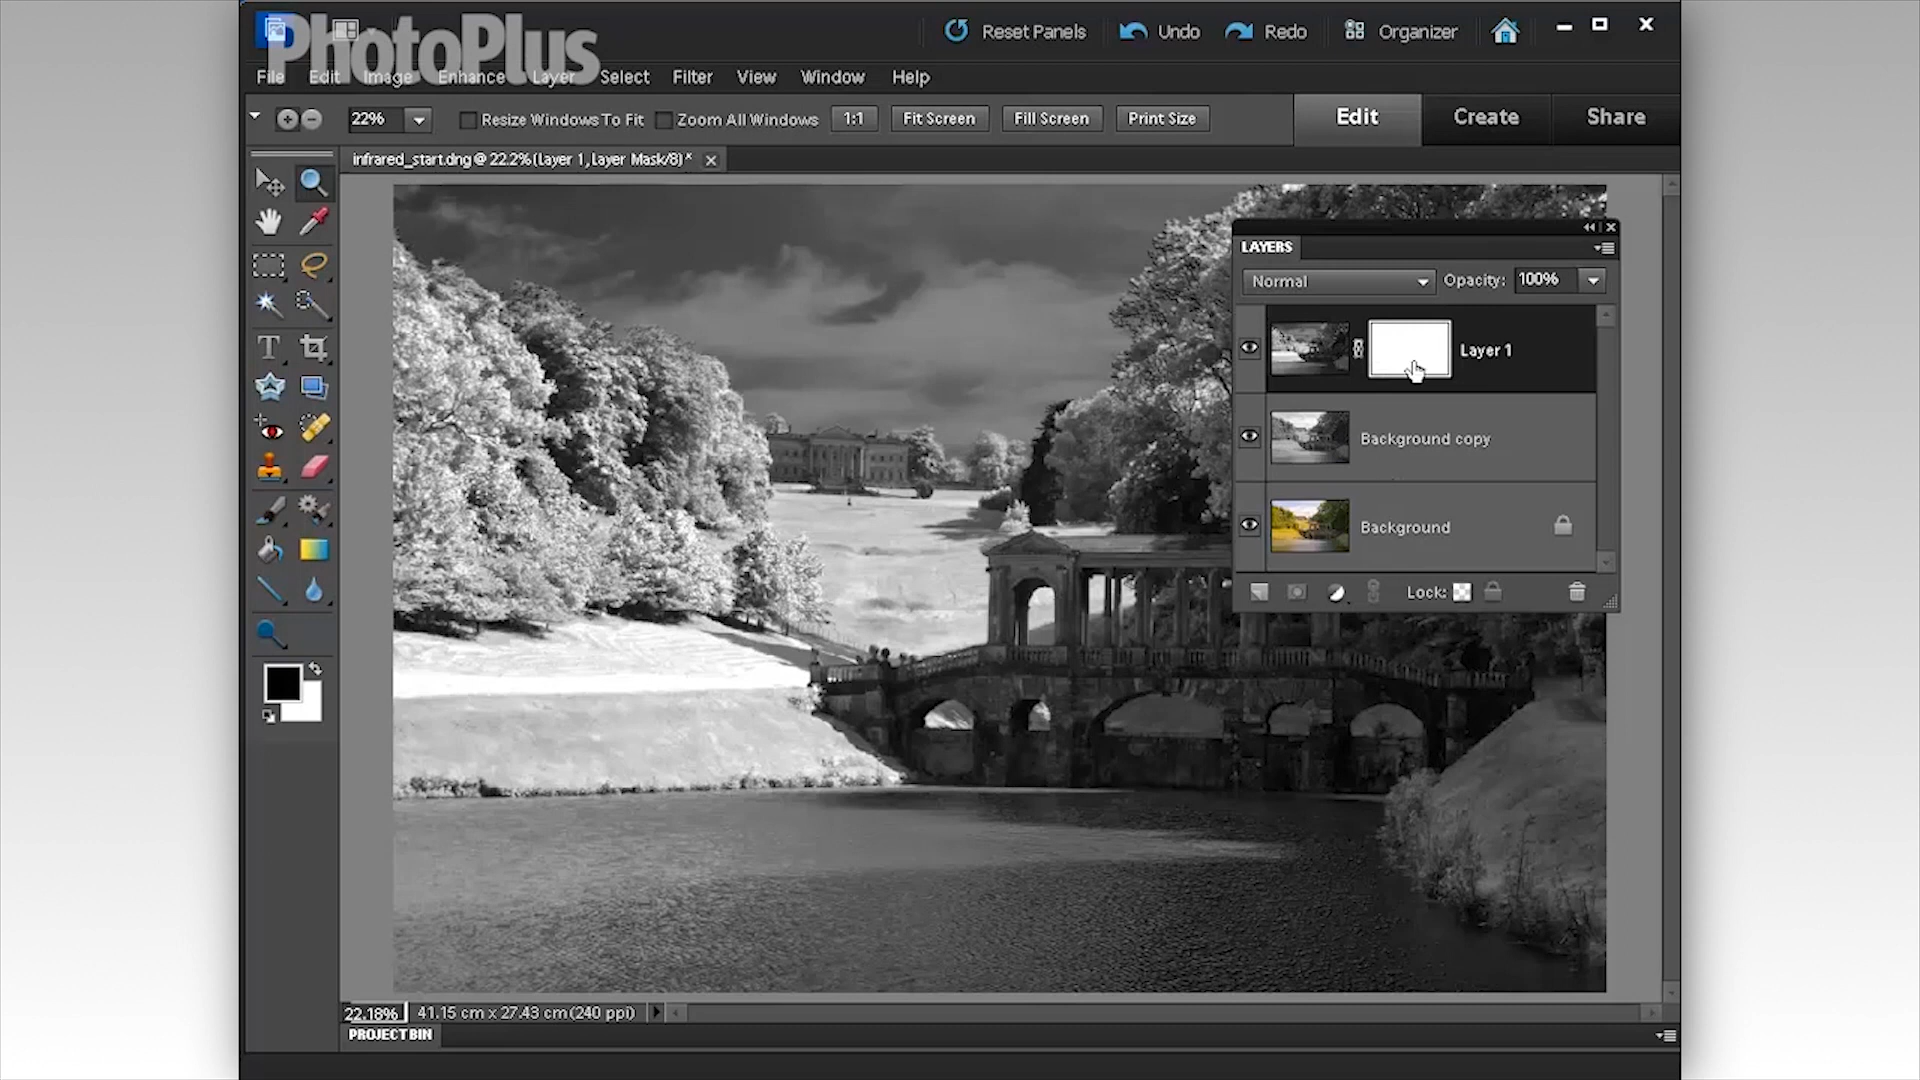 PhotoPlus
Reset Panels Undo Redo Organizer
File Edit Image Enhance Layer Select Filter View Window Help
22% Resize Windows To Fit Zoom All Windows 1:1 Fit Screen Fill Screen Print Size Edit Create Share
infrared_start.dng @ 22.2% (Layer 1, Layer Mask/8) *
LAYERS
Normal Opacity: 100%
Layer 1
Background copy
Background
Lock:
T
22.18% 41.15 cm x 27.43 cm (240 ppi)
PROJECT BIN